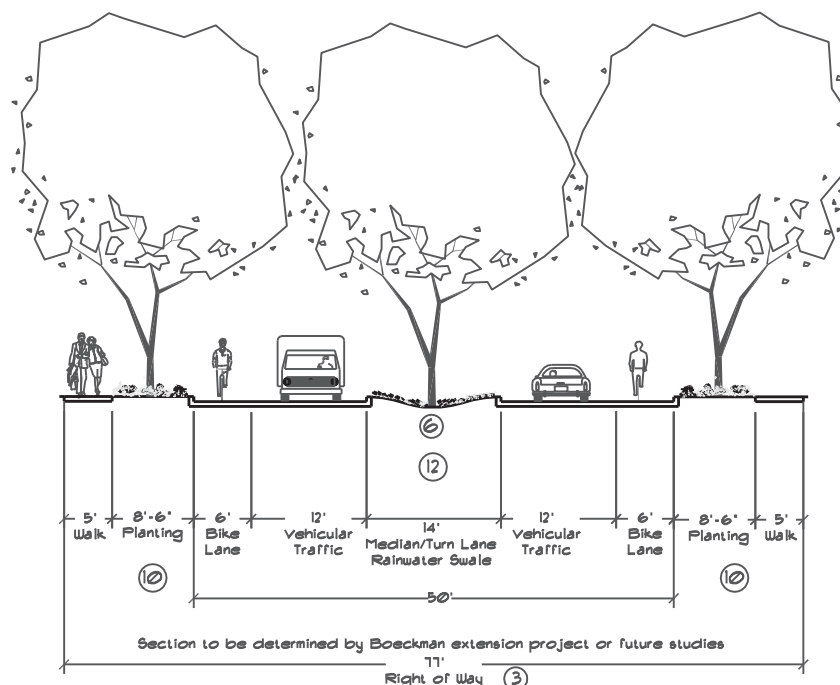 6
12
5' 8'-6" 6' 12' 14' 12' 6' 8'-6" 5'
Walk Planting Bike Lane Vehicular Traffic Median/Turn Lane Rainwater Swale Vehicular Traffic Bike Lane Planting Walk
10 10
50'
Section to be determined by Boeckman extension project or future studies
77'
Right of Way 3